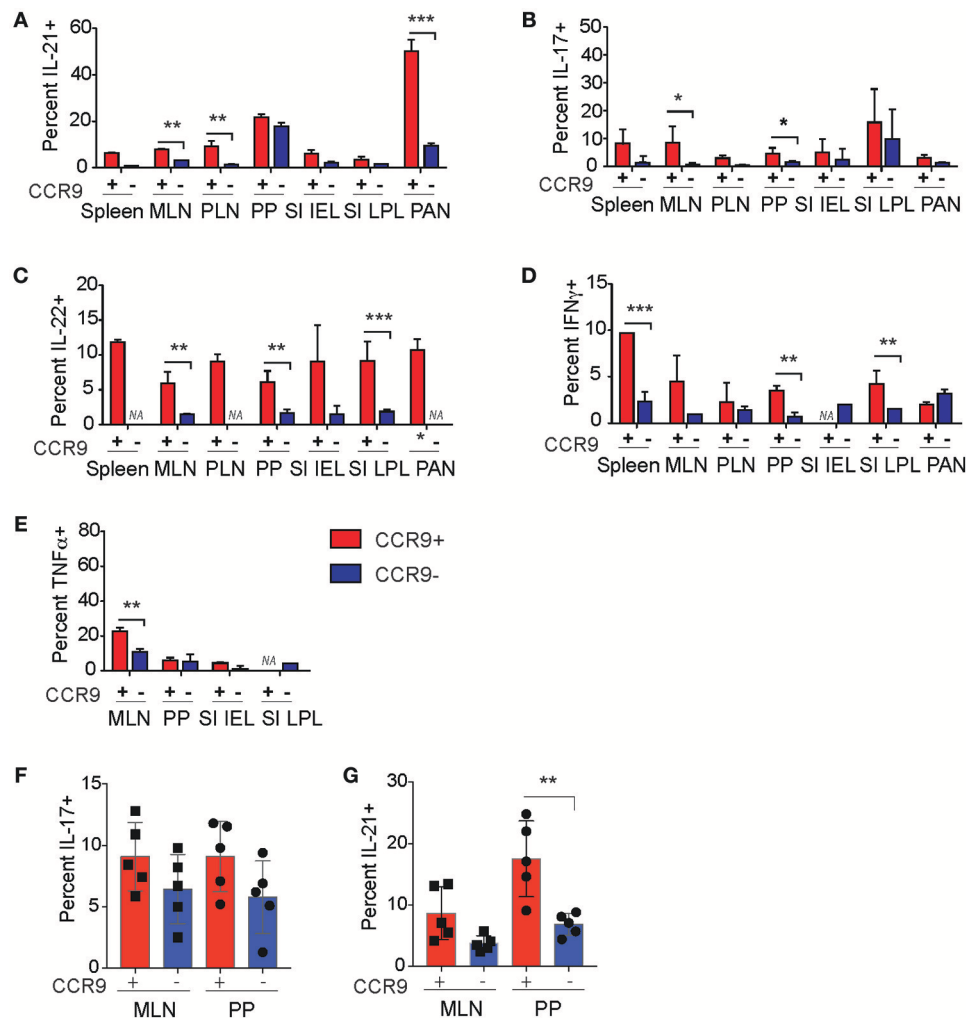 A
Percent IL-21+
60
40
20
0
** ** ***
CCR9 + - + - + - + - + - + - + -
Spleen MLN PLN PP SI IEL SI LPL PAN
B
Percent IL-17+
50
40
30
20
10
0
* *
CCR9 + - + - + - + - + - + - + -
Spleen MLN PLN PP SI IEL SI LPL PAN
C
Percent IL-22+
20
15
10
5
0
** ** ***
NA NA NA
CCR9 + - + - + - + - + - + - * -
Spleen MLN PLN PP SI IEL SI LPL PAN
D
Percent IFNγ+
15
10
5
0
*** ** **
NA
CCR9 + - + - + - + - + - + - + -
Spleen MLN PLN PP SI IEL SI LPL PAN
E
Percent TNFα+
80
60
40
20
0
**
NA
CCR9 + - + - + - + -
MLN PP SI IEL SI LPL
CCR9+
CCR9-
F
Percent IL-17+
15
10
5
0
CCR9 + - + -
MLN PP
G
Percent IL-21+
30
20
10
0
**
CCR9 + - + -
MLN PP